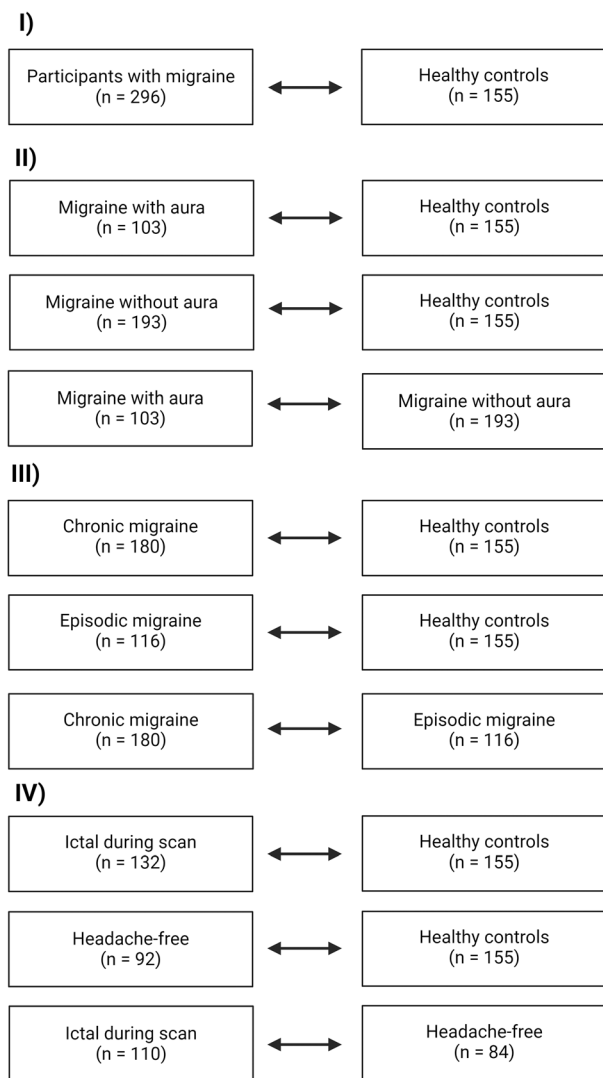 I)
Participants with migraine
(n = 296)
Healthy controls
(n = 155)
II)
Migraine with aura
(n = 103)
Healthy controls
(n = 155)
Migraine without aura
(n = 193)
Healthy controls
(n = 155)
Migraine with aura
(n = 103)
Migraine without aura
(n = 193)
III)
Chronic migraine
(n = 180)
Healthy controls
(n = 155)
Episodic migraine
(n = 116)
Healthy controls
(n = 155)
Chronic migraine
(n = 180)
Episodic migraine
(n = 116)
IV)
Ictal during scan
(n = 132)
Healthy controls
(n = 155)
Headache-free
(n = 92)
Healthy controls
(n = 155)
Ictal during scan
(n = 110)
Headache-free
(n = 84)